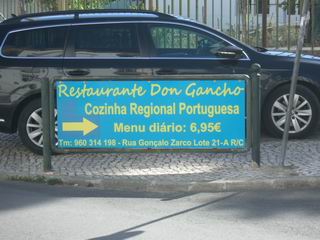 Restaurante Don Gancho
Cozinha Regional Portuguesa
Menu diário: 6,95€
Tm: 960 314 198 - Rua Gonçalo Zarco Lote 21-A R/C